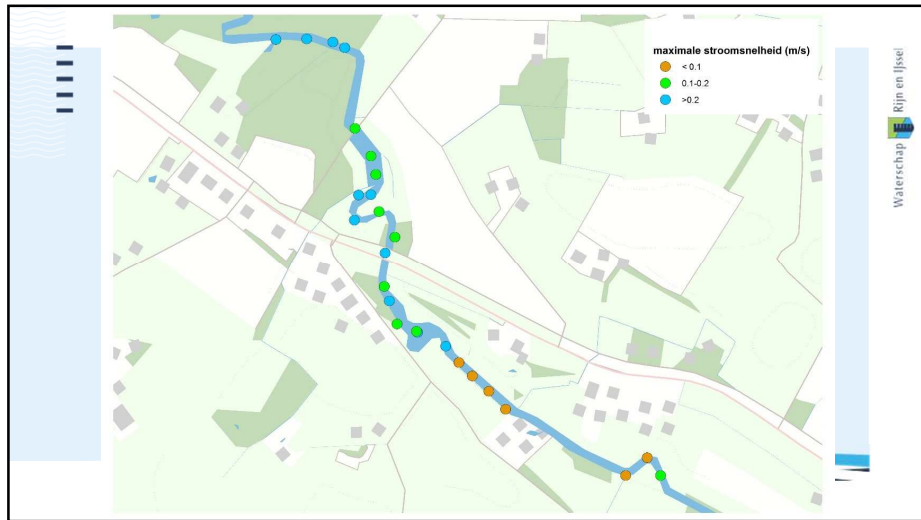 maximale stroomsnelheid (m/s)
< 0.1
0.1-0.2
>0.2
Waterschap Rijn en IJssel